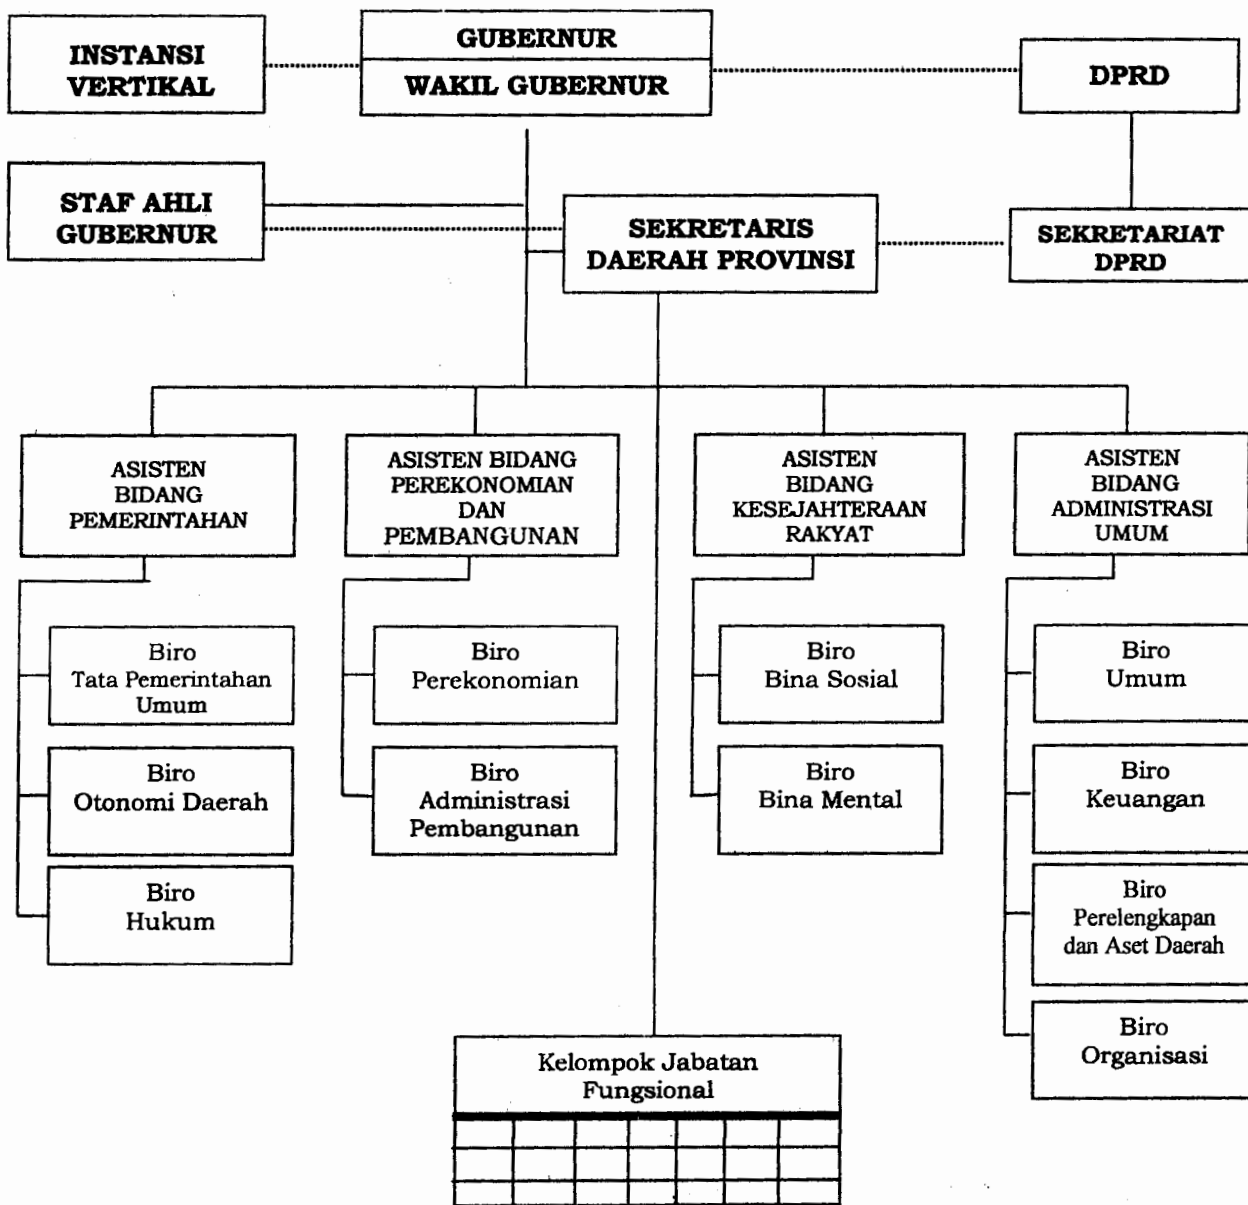 INSTANSI
VERTIKAL
GUBERNUR
WAKIL GUBERNUR
DPRD
STAF AHLI
GUBERNUR
SEKRETARIS
DAERAH PROVINSI
SEKRETARIAT
DPRD
ASISTEN
BIDANG
PEMERINTAHAN
ASISTEN BIDANG
PEREKONOMIAN
DAN
PEMBANGUNAN
ASISTEN
BIDANG
KESEJAHTERAAN
RAKYAT
ASISTEN
BIDANG
ADMINISTRASI
UMUM
Biro
Tata Pemerintahan
Umum
Biro
Perekonomian
Biro
Bina Sosial
Biro
Umum
Biro
Otonomi Daerah
Biro
Administrasi
Pembangunan
Biro
Bina Mental
Biro
Keuangan
Biro
Hukum
Biro
Perelengkapan
dan Aset Daerah
Biro
Organisasi
Kelompok Jabatan
Fungsional